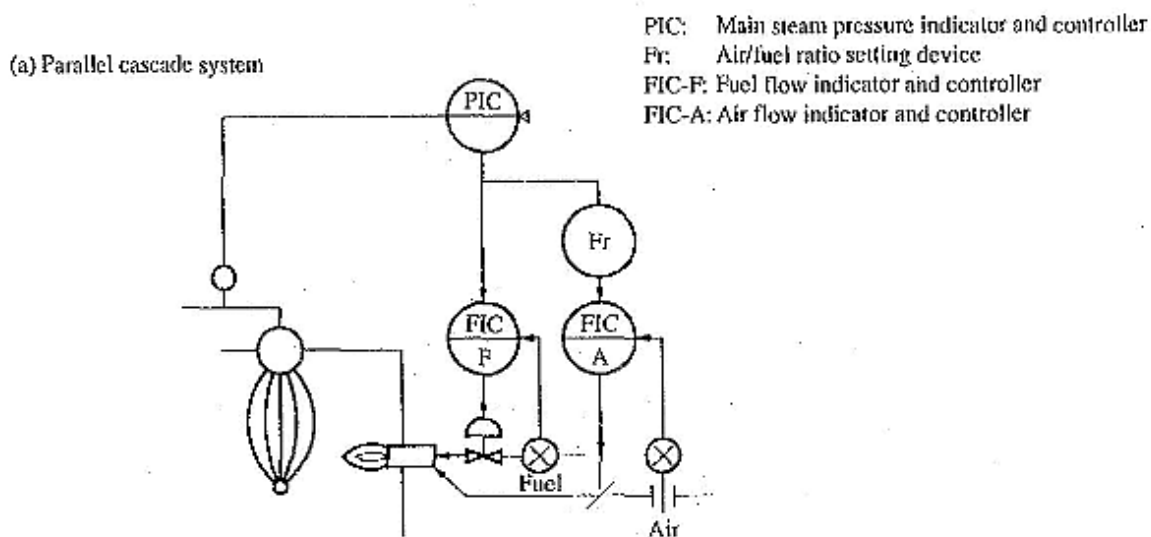 PIC: Main steam pressure indicator and controller
Fr: Air/fuel ratio setting device
FIC-F: Fuel flow indicator and controller
FIC-A: Air flow indicator and controller
(a) Parallel cascade system
PIC
Fr
FIC
F
FIC
A
Fuel
Air